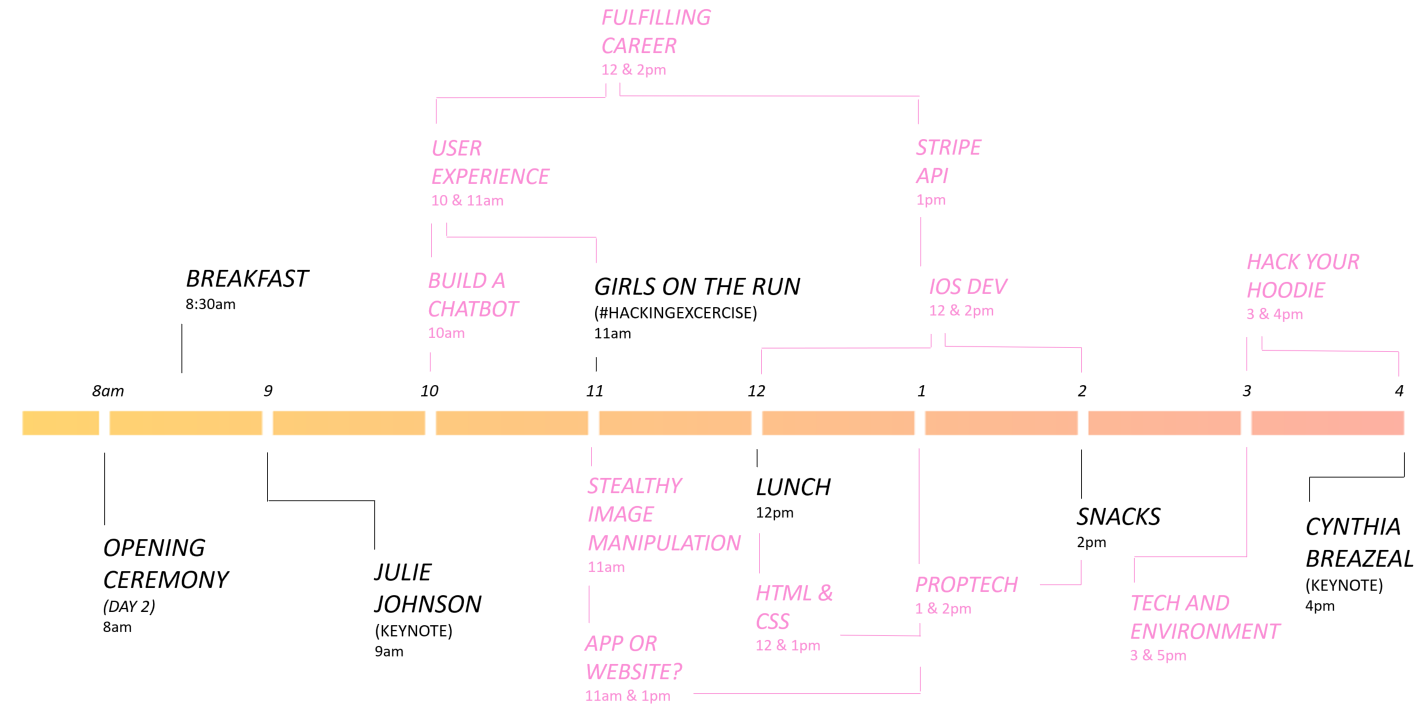 FULFILLING
CAREER
12 & 2pm
USER
EXPERIENCE
10 & 11am
STRIPE
API
1pm
BREAKFAST
8:30am
BUILD A
CHATBOT
10am
GIRLS ON THE RUN
(#HACKINGEXCERCISE)
11am
IOS DEV
12 & 2pm
HACK YOUR
HOODIE
3 & 4pm
8am 9 10 11 12 1 2 3 4
OPENING
CEREMONY
(DAY 2)
8am
JULIE
JOHNSON
(KEYNOTE)
9am
STEALTHY
IMAGE
MANIPULATION
11am
APP OR
WEBSITE?
11am & 1pm
LUNCH
12pm
HTML &
CSS
12 & 1pm
PROPTECH
1 & 2pm
SNACKS
2pm
TECH AND
ENVIRONMENT
3 & 5pm
CYNTHIA
BREAZEAL
(KEYNOTE)
4pm